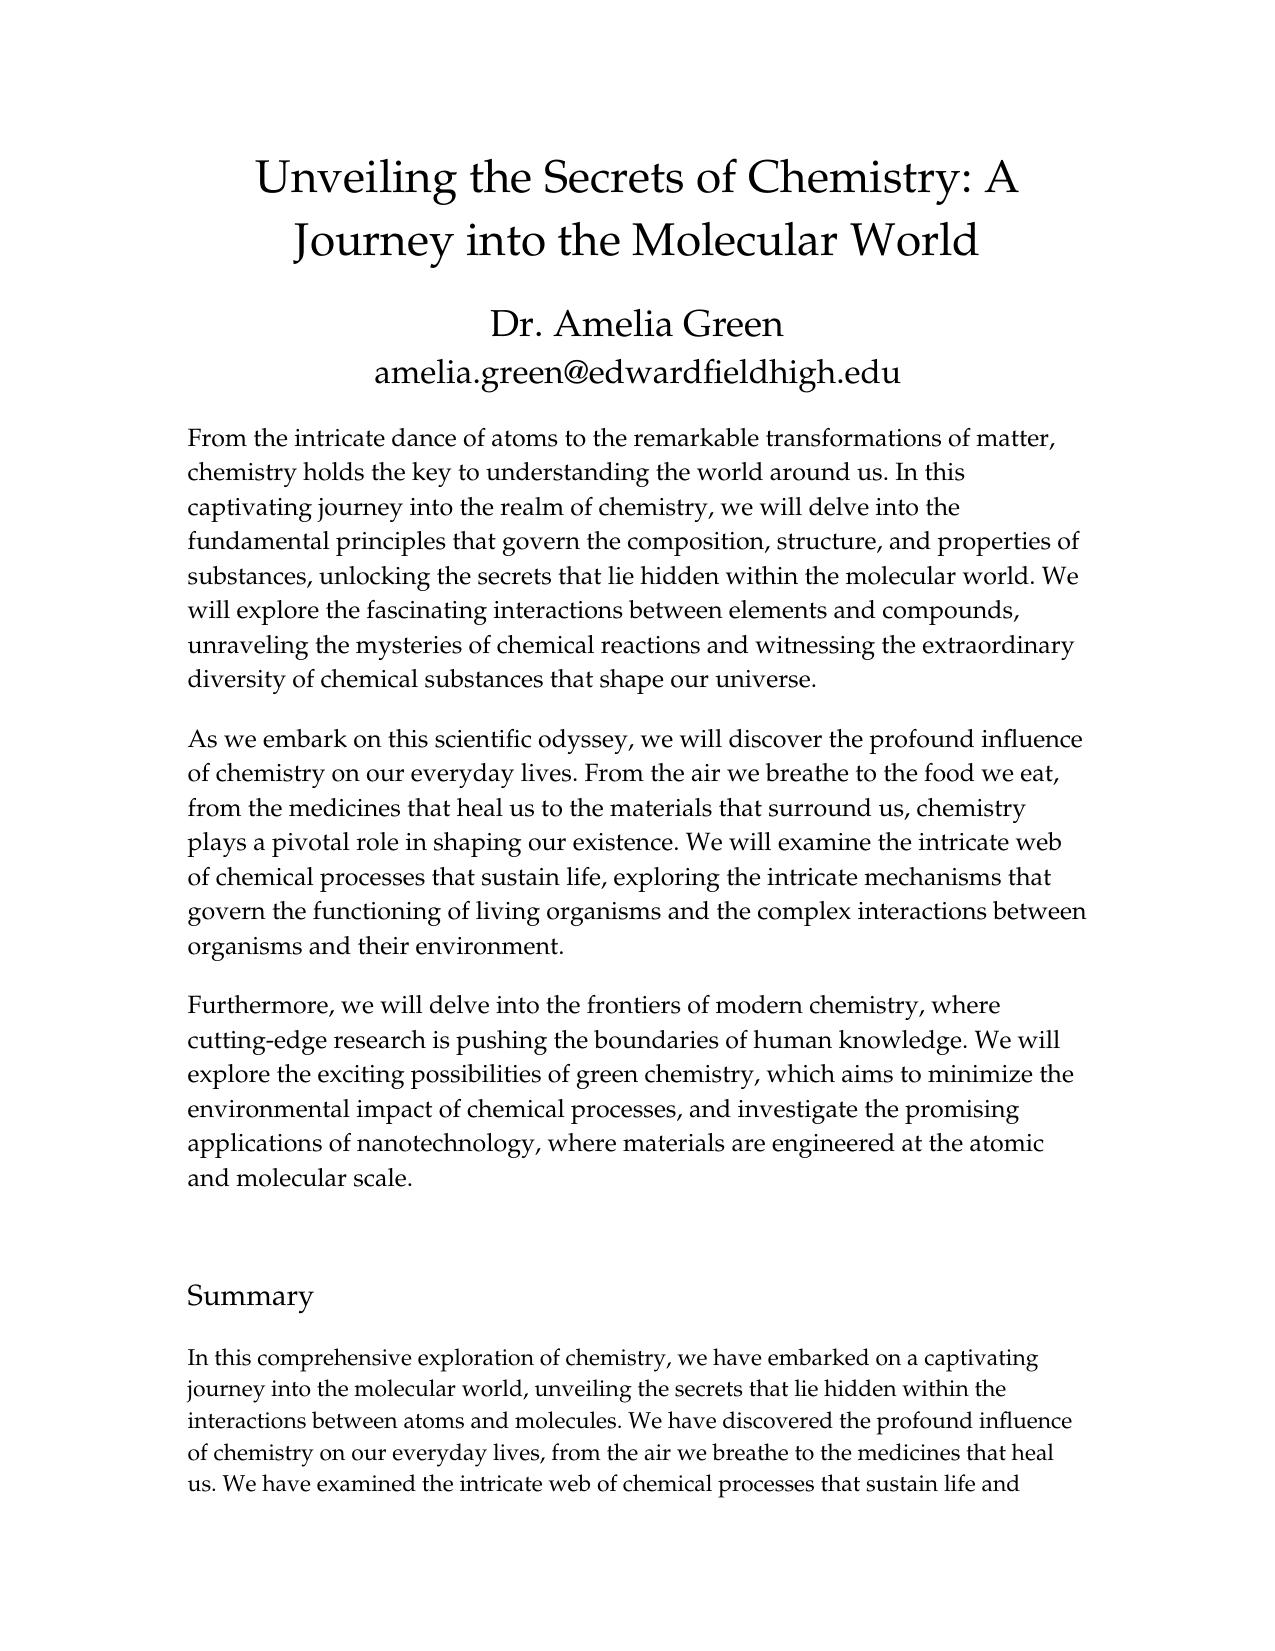 Unveiling the Secrets of Chemistry: A
Journey into the Molecular World
Dr. Amelia Green
amelia.green@edwardfieldhigh.edu
From the intricate dance of atoms to the remarkable transformations of matter,
chemistry holds the key to understanding the world around us. In this
captivating journey into the realm of chemistry, we will delve into the
fundamental principles that govern the composition, structure, and properties of
substances, unlocking the secrets that lie hidden within the molecular world. We
will explore the fascinating interactions between elements and compounds,
unraveling the mysteries of chemical reactions and witnessing the extraordinary
diversity of chemical substances that shape our universe.
As we embark on this scientific odyssey, we will discover the profound influence
of chemistry on our everyday lives. From the air we breathe to the food we eat,
from the medicines that heal us to the materials that surround us, chemistry
plays a pivotal role in shaping our existence. We will examine the intricate web
of chemical processes that sustain life, exploring the intricate mechanisms that
govern the functioning of living organisms and the complex interactions between
organisms and their environment.
Furthermore, we will delve into the frontiers of modern chemistry, where
cutting-edge research is pushing the boundaries of human knowledge. We will
explore the exciting possibilities of green chemistry, which aims to minimize the
environmental impact of chemical processes, and investigate the promising
applications of nanotechnology, where materials are engineered at the atomic
and molecular scale.
Summary
In this comprehensive exploration of chemistry, we have embarked on a captivating
journey into the molecular world, unveiling the secrets that lie hidden within the
interactions between atoms and molecules. We have discovered the profound influence
of chemistry on our everyday lives, from the air we breathe to the medicines that heal
us. We have examined the intricate web of chemical processes that sustain life and